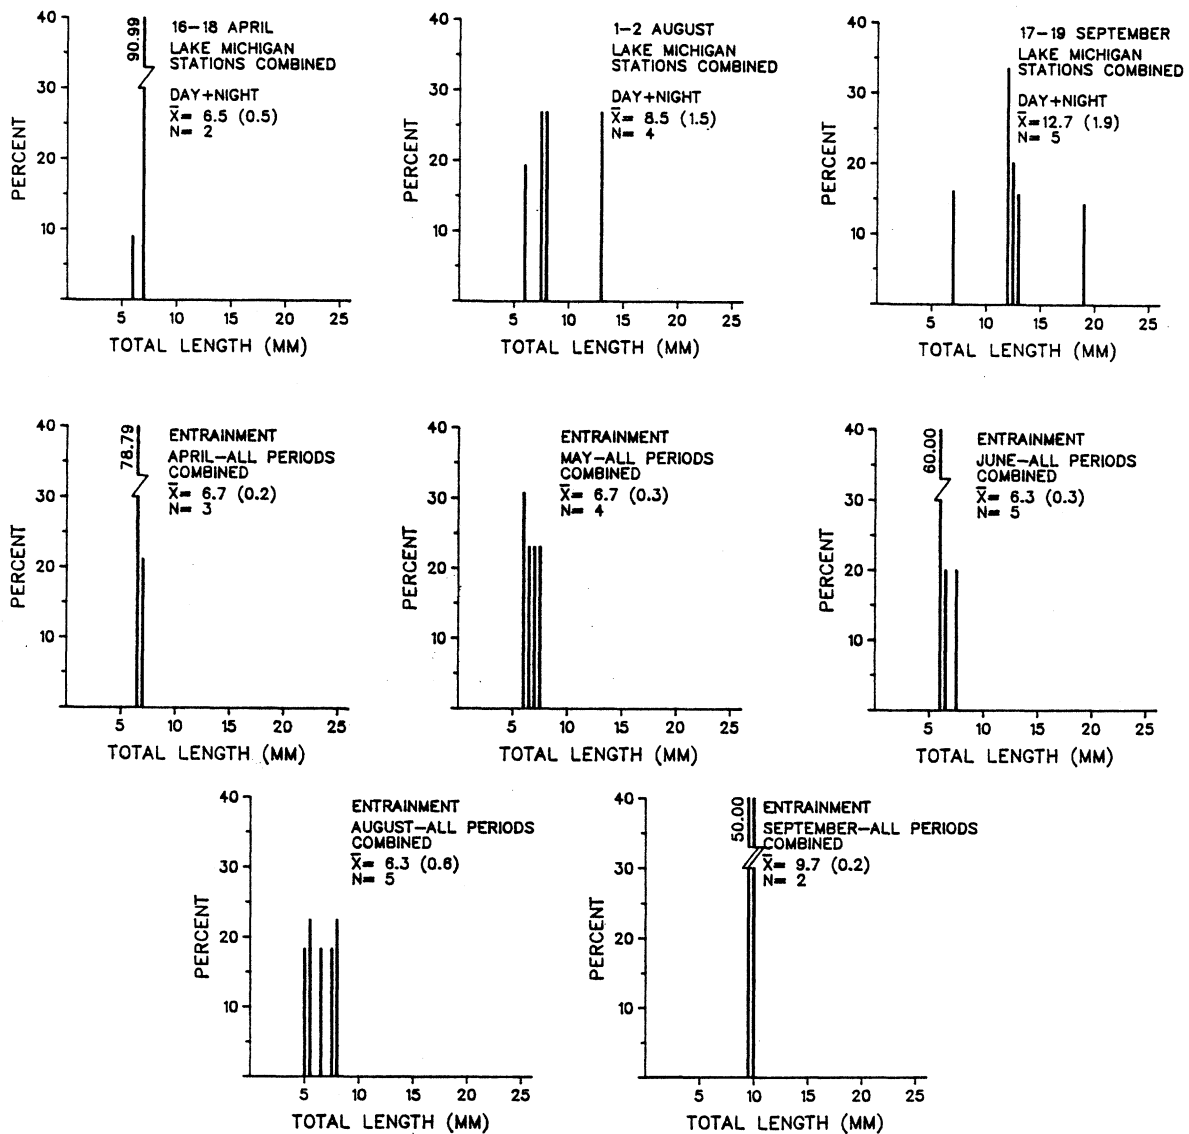 90.99
16-18 APRIL
LAKE MICHIGAN
STATIONS COMBINED
DAY+NIGHT
X̄= 6.5 (0.5)
N= 2
40
30
20
10
PERCENT
5 10 15 20 25
TOTAL LENGTH (MM)
1-2 AUGUST
LAKE MICHIGAN
STATIONS COMBINED
DAY+NIGHT
X̄= 8.5 (1.5)
N= 4
40
30
20
10
PERCENT
5 10 15 20 25
TOTAL LENGTH (MM)
17-19 SEPTEMBER
LAKE MICHIGAN
STATIONS COMBINED
DAY+NIGHT
X̄=12.7 (1.9)
N= 5
40
30
20
10
PERCENT
5 10 15 20 25
TOTAL LENGTH (MM)
78.79
ENTRAINMENT
APRIL-ALL PERIODS
COMBINED
X̄= 6.7 (0.2)
N= 3
40
30
20
10
PERCENT
5 10 15 20 25
TOTAL LENGTH (MM)
ENTRAINMENT
MAY-ALL PERIODS
COMBINED
X̄= 6.7 (0.3)
N= 4
40
30
20
10
PERCENT
5 10 15 20 25
TOTAL LENGTH (MM)
60.00
ENTRAINMENT
JUNE-ALL PERIODS
COMBINED
X̄= 6.3 (0.3)
N= 5
40
30
20
10
PERCENT
5 10 15 20 25
TOTAL LENGTH (MM)
ENTRAINMENT
AUGUST-ALL PERIODS
COMBINED
X̄= 6.3 (0.6)
N= 5
40
30
20
10
PERCENT
5 10 15 20 25
TOTAL LENGTH (MM)
50.00
ENTRAINMENT
SEPTEMBER-ALL PERIODS
COMBINED
X̄= 9.7 (0.2)
N= 2
40
30
20
10
PERCENT
5 10 15 20 25
TOTAL LENGTH (MM)